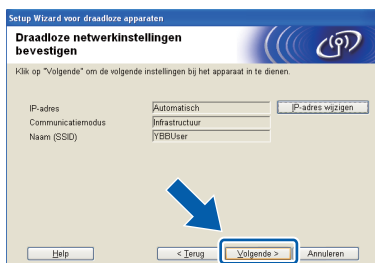 Setup Wizard voor draadloze apparaten
Draadloze netwerkinstellingen
bevestigen
Klik op "Volgende" om de volgende instellingen bij het apparaat in te dienen.
IP-adres Automatisch IP-adres wijzigen
Communicatiemodus Infrastructuur
Naam (SSID) YBBUser
Help < Terug Volgende > Annuleren